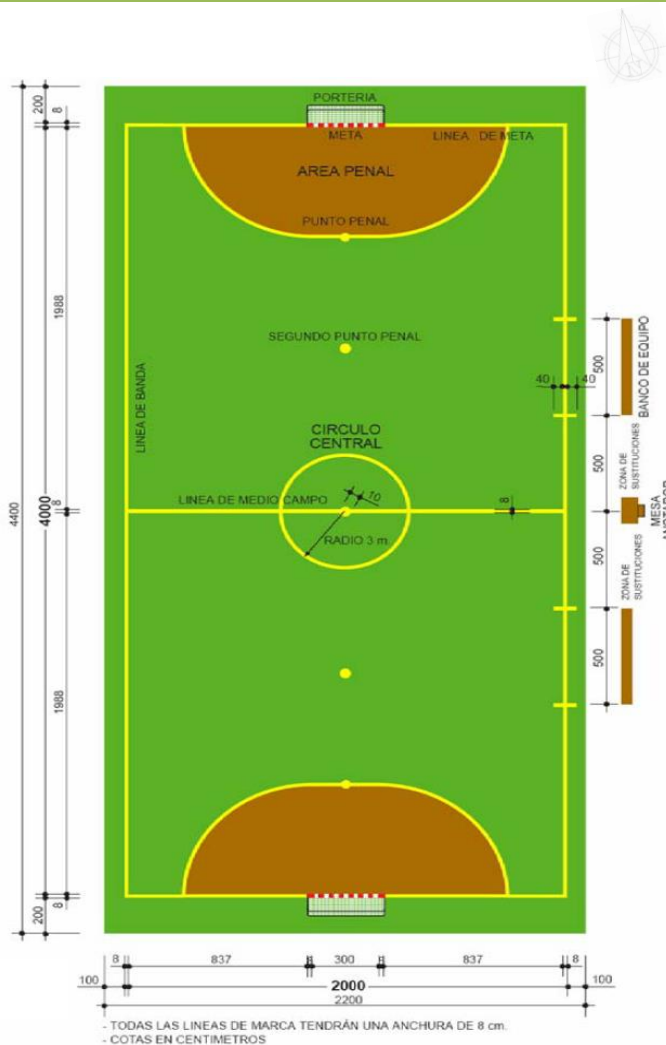 N
PORTERIA
META
LINEA DE META
AREA PENAL
PUNTO PENAL
SEGUNDO PUNTO PENAL
LINEA DE BANDA
CIRCULO
CENTRAL
LINEA DE MEDIO CAMPO
10
8
RADIO 3 m.
200
8
1988
4400
4000
8
1988
200
8
40
40
500
BANCO DE EQUIPO
500
ZONA DE
SUSTITUCIONES
MESA
500
ZONA DE
SUSTITUCIONES
500
8
837
8
300
8
837
8
100
2000
100
2200
- TODAS LAS LINEAS DE MARCA TENDRÁN UNA ANCHURA DE 8 cm.
- COTAS EN CENTIMETROS